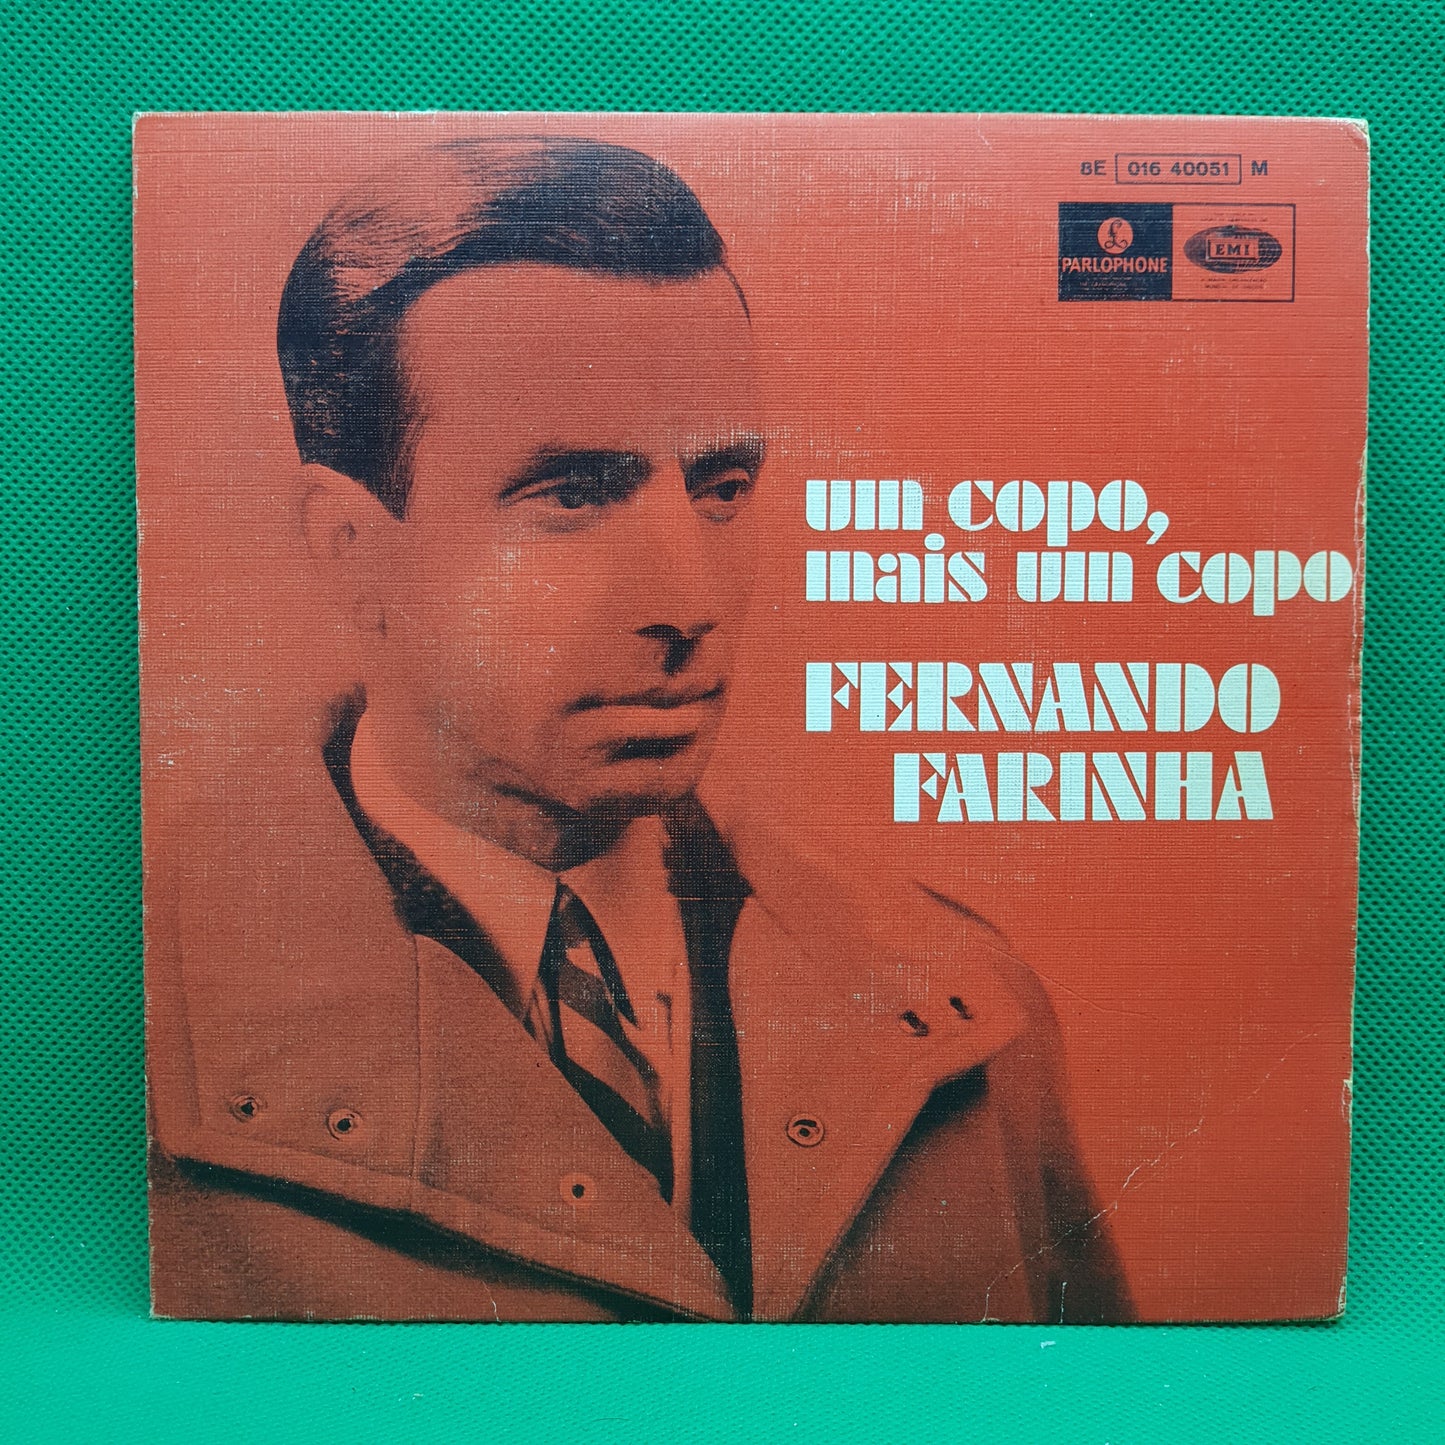 8E 016 40051 M
£
PARLOPHONE
EMI
um copo,
mais um copo
FERNANDO
FARINHA